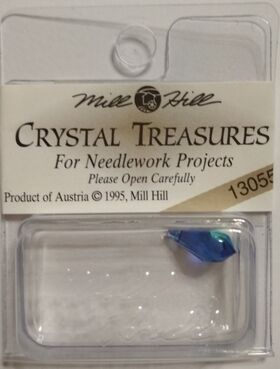 Mill Hill
CRYSTAL TREASURES
For Needlework Projects
Please Open Carefully
13055
Product of Austria © 1995, Mill Hill